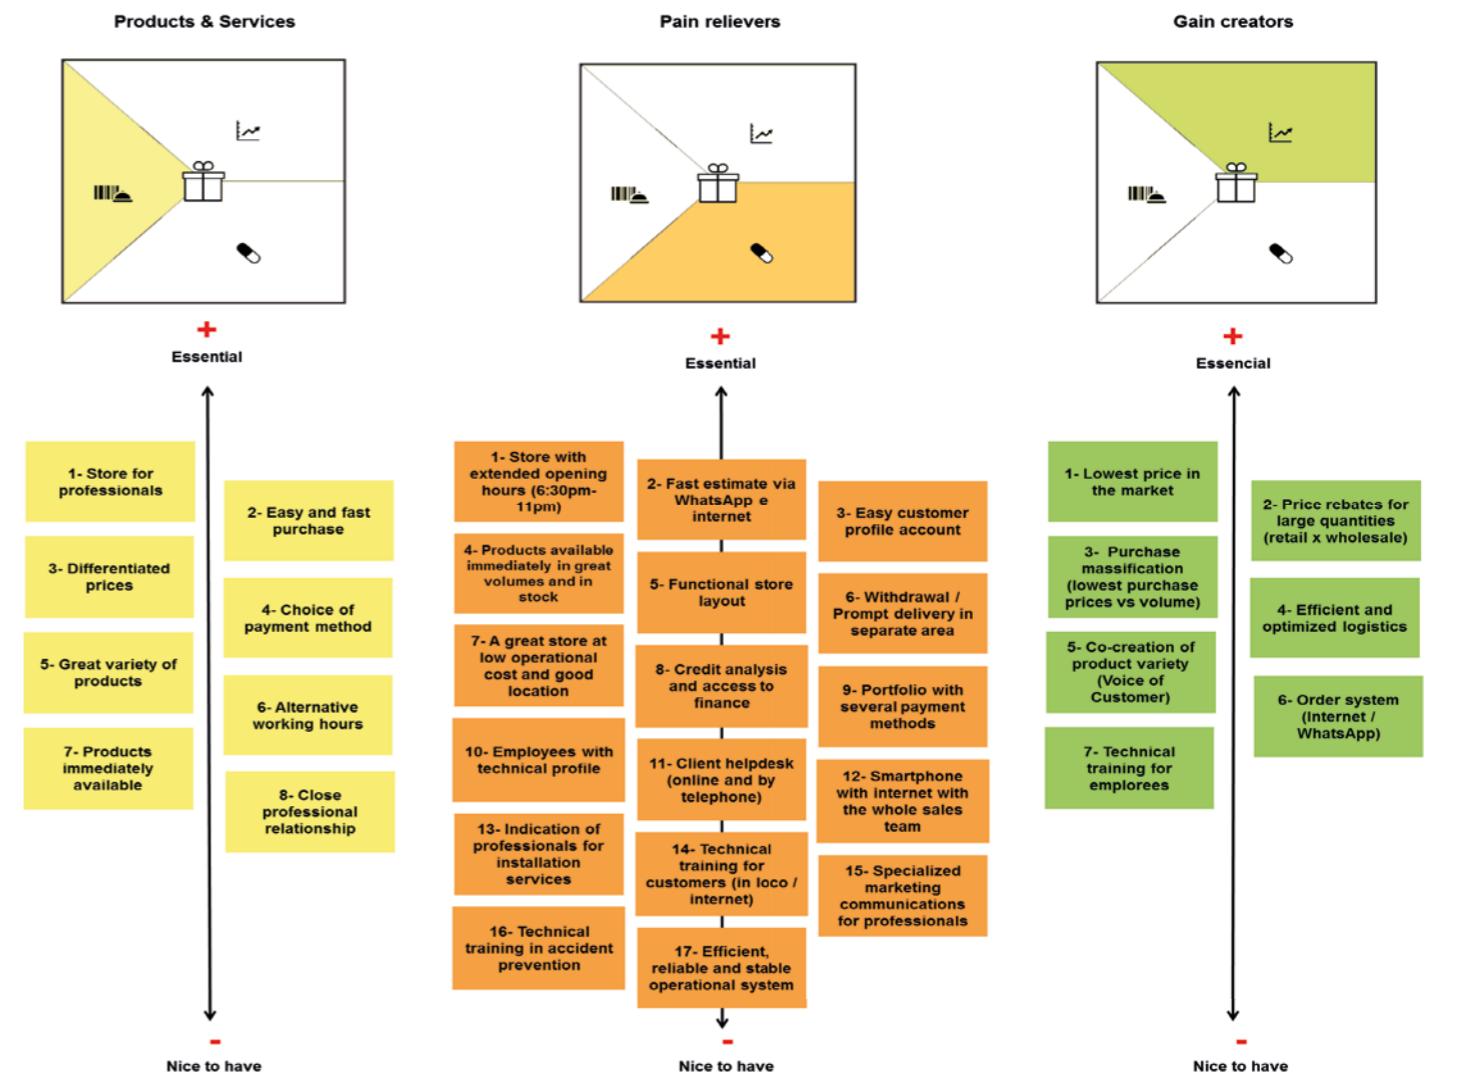 Products & Services
Pain relievers
Gain creators
+
Essential
+
Essential
+
Essencial
1- Store for
professionals
2- Easy and fast
purchase
3- Differentiated
prices
4- Choice of
payment method
5- Great variety of
products
6- Alternative
working hours
7- Products
immediately
available
8- Close
professional
relationship
-
Nice to have
1- Store with
extended opening
hours (6:30pm-
11pm)
2- Fast estimate via
WhatsApp e
internet
3- Easy customer
profile account
4- Products available
immediately in great
volumes and in
stock
5- Functional store
layout
6- Withdrawal /
Prompt delivery in
separate area
7- A great store at
low operational
cost and good
location
8- Credit analysis
and access to
finance
9- Portfolio with
several payment
methods
10- Employees with
technical profile
11- Client helpdesk
(online and by
telephone)
12- Smartphone
with internet with
the whole sales
team
13- Indication of
professionals for
installation
services
14- Technical
training for
customers (in loco /
internet)
15- Specialized
marketing
communications
for professionals
16- Technical
training in accident
prevention
17- Efficient,
reliable and stable
operational system
-
Nice to have
1- Lowest price in
the market
2- Price rebates for
large quantities
(retail x wholesale)
3- Purchase
massification
(lowest purchase
prices vs volume)
4- Efficient and
optimized logistics
5- Co-creation of
product variety
(Voice of
Customer)
6- Order system
(Internet /
WhatsApp)
7- Technical
training for
emplorees
-
Nice to have